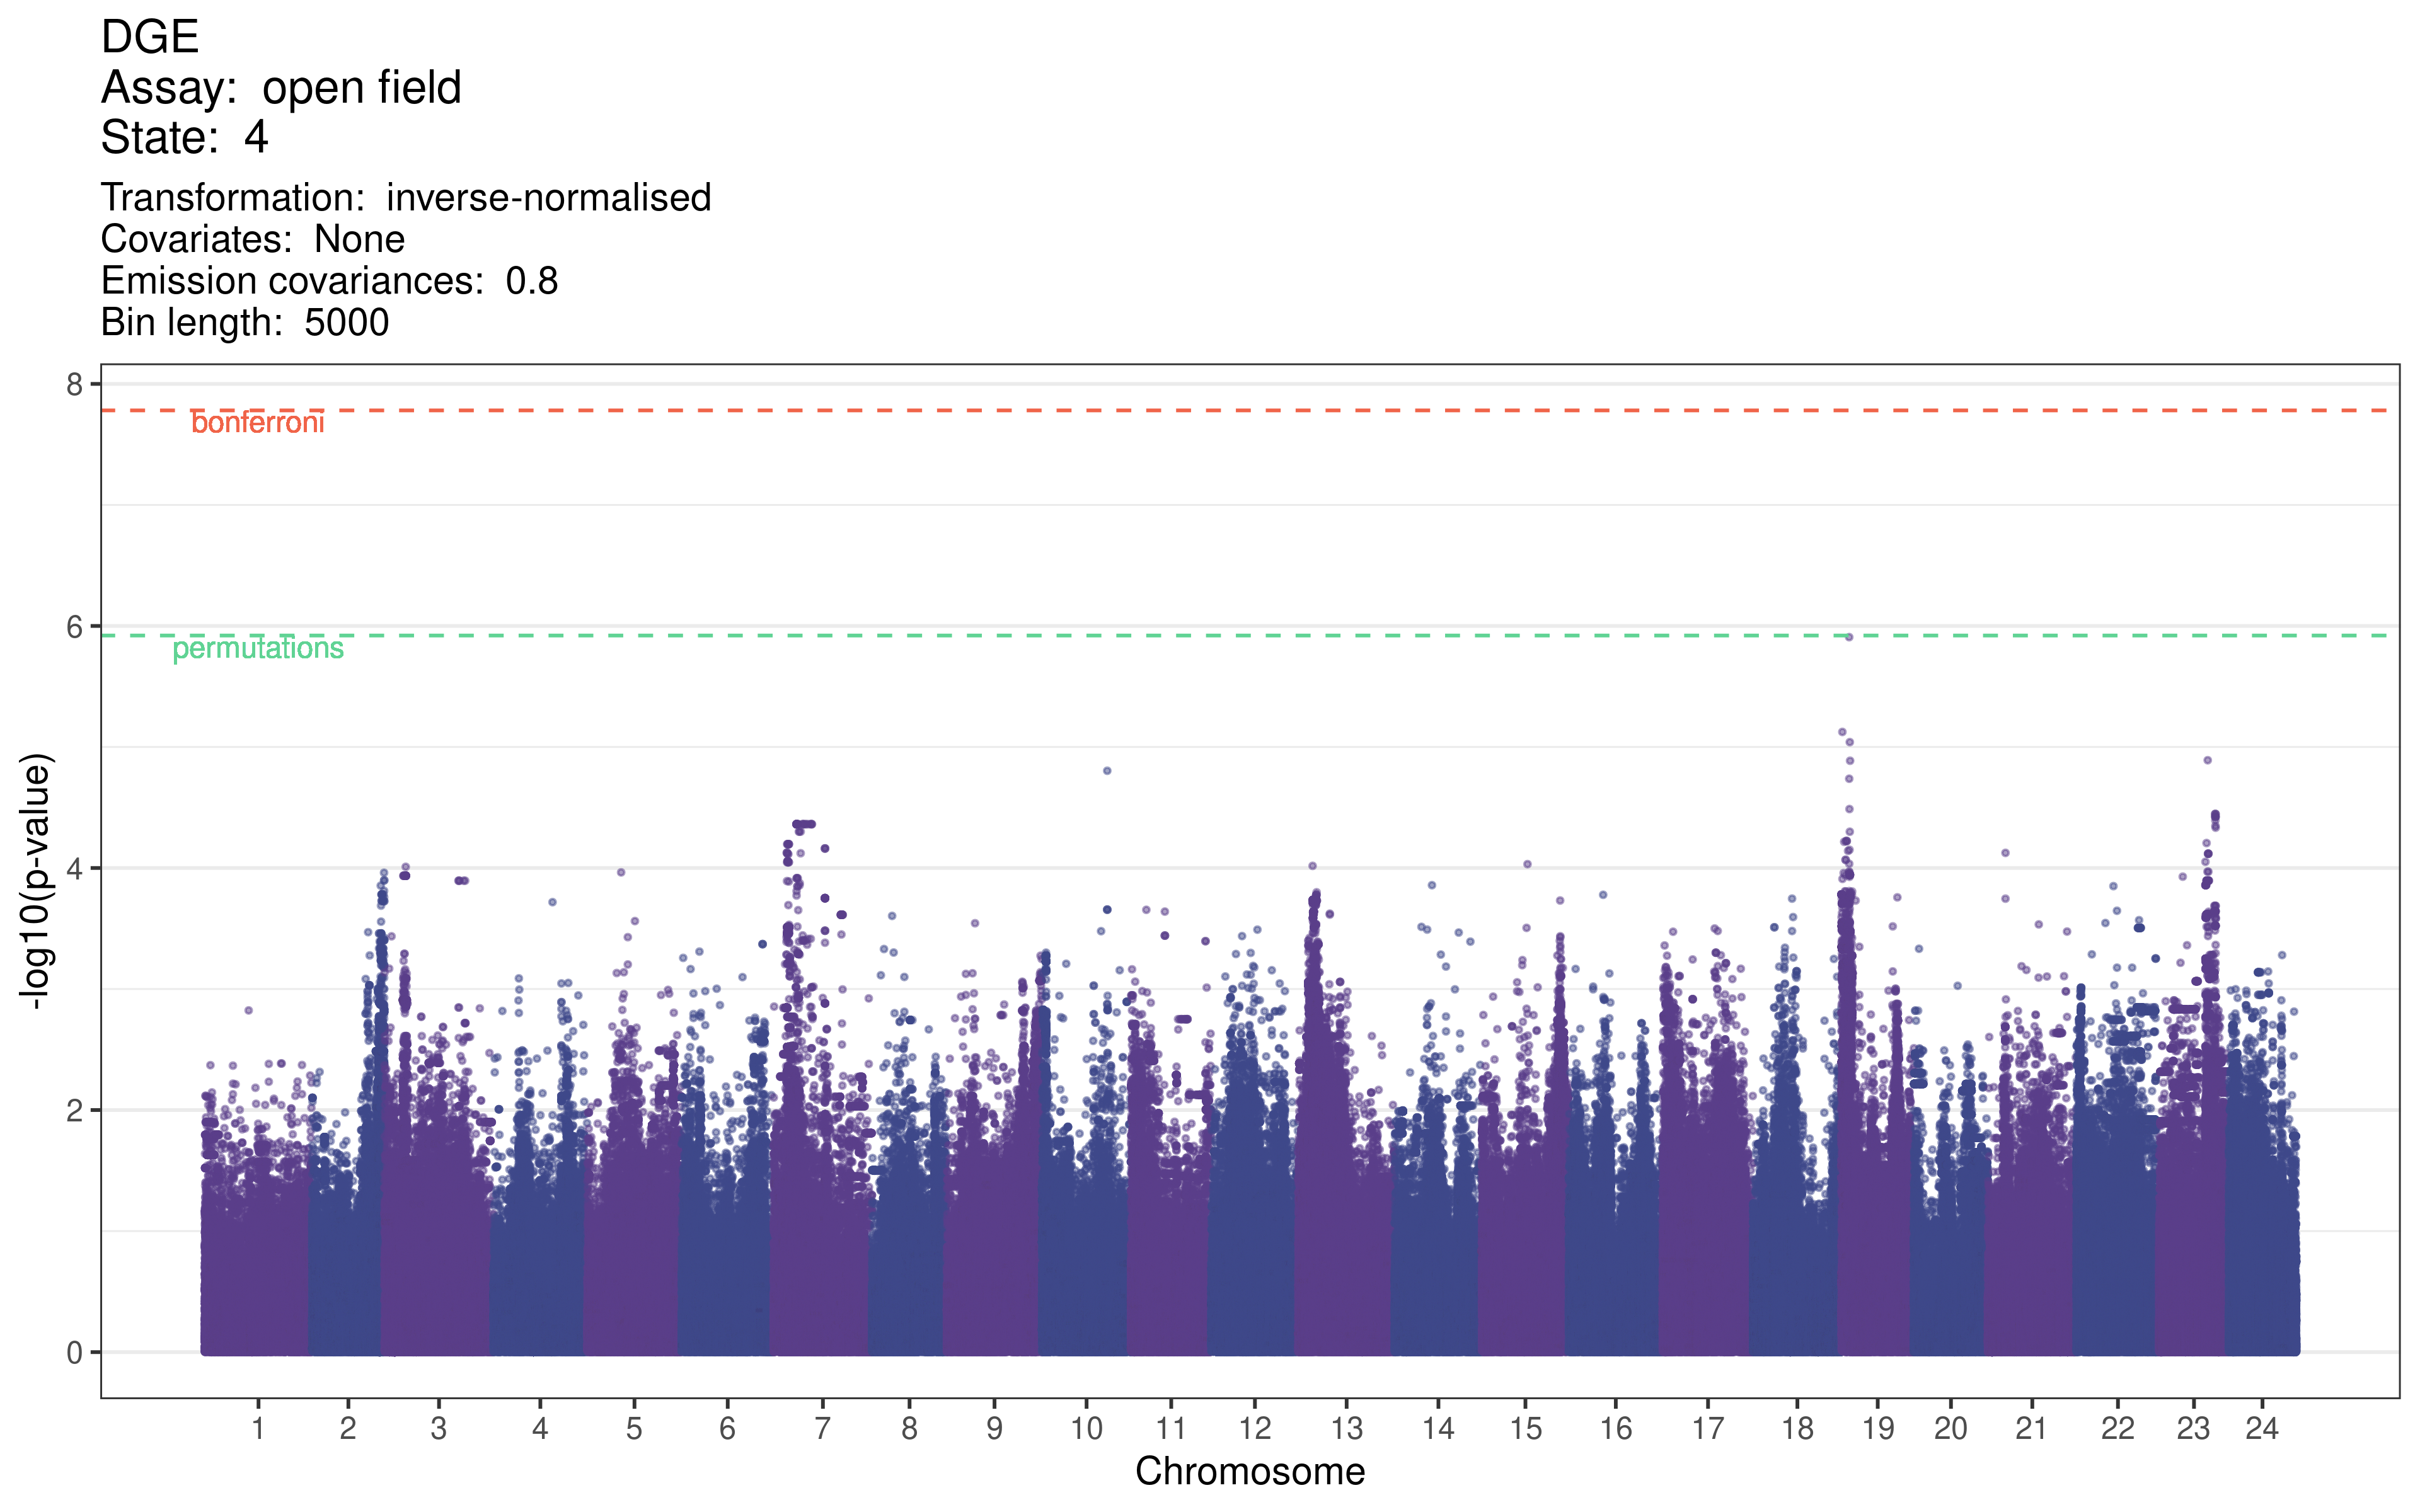 DGE
Assay:  open field
State:  4
Transformation:  inverse-normalised
Covariates:  None
Emission covariances:  0.8
Bin length:  5000
8
bonferroni
6
permutations
4
2
0
-log10(p-value)
1 2 3 4 5 6 7 8 9 10 11 12 13 14 15 16 17 18 19 20 21 22 23 24
Chromosome